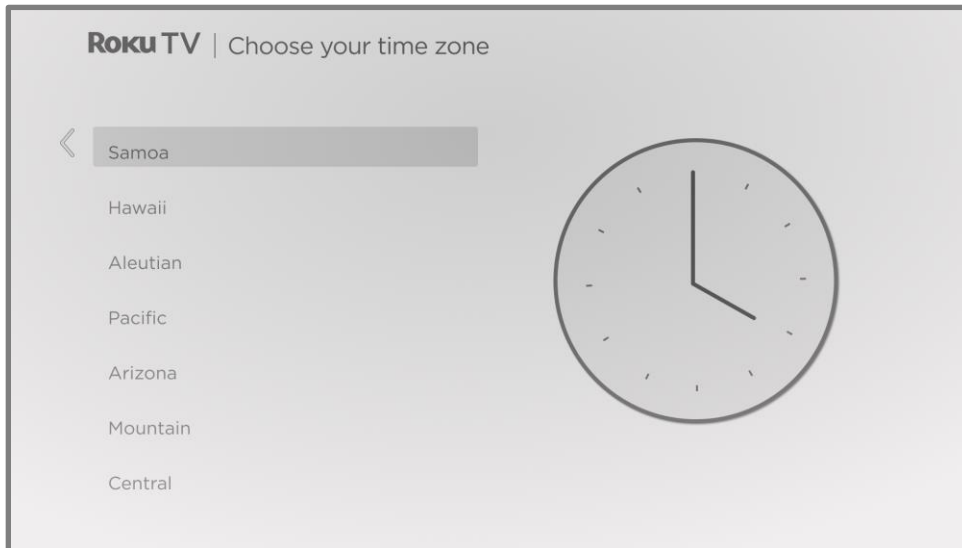 Roku TV | Choose your time zone
Samoa
Hawaii
Aleutian
Pacific
Arizona
Mountain
Central